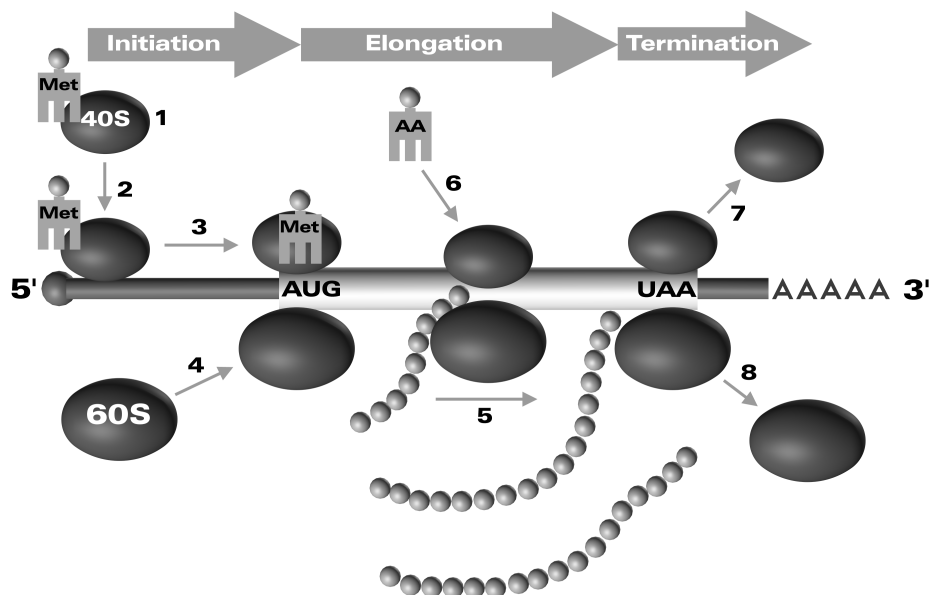 Initiation
Elongation
Termination
Met
40S
1
AA
2
6
7
Met
3
Met
5'
AUG
UAA
AAAAA
3'
4
8
60S
5